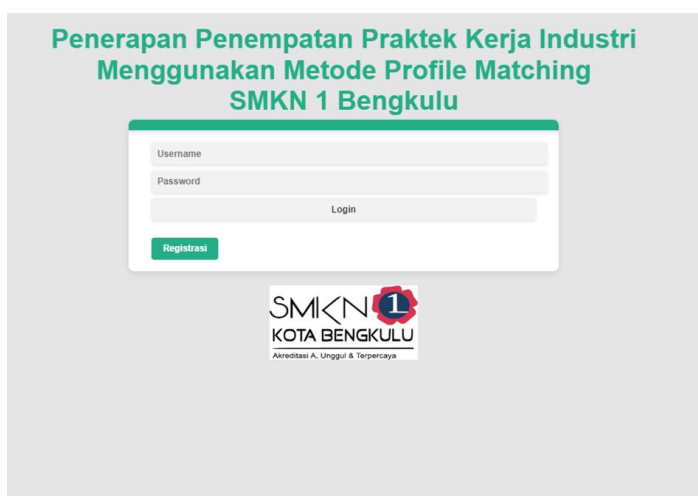 Penerapan Penempatan Praktek Kerja Industri
Menggunakan Metode Profile Matching
SMKN 1 Bengkulu
Username
Password
Login
Registrasi
SMKN 1
KOTA BENGKULU
Akreditasi A, Unggul & Terpercaya